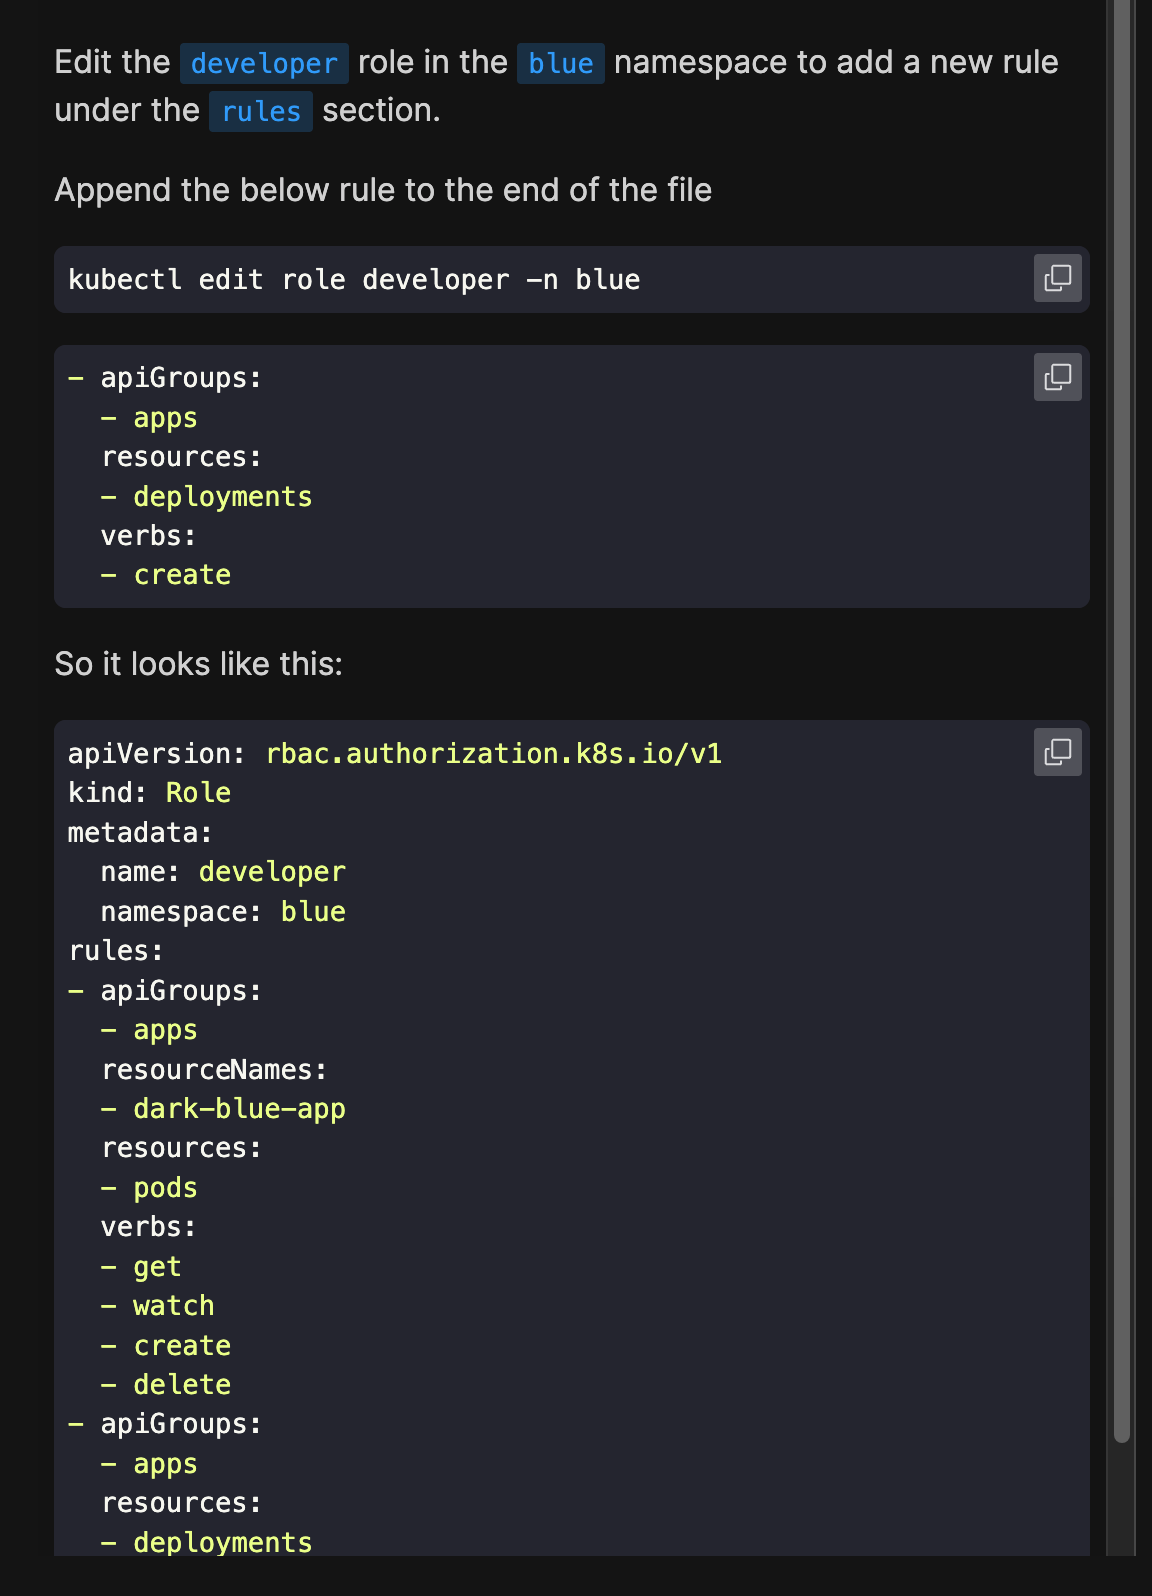 Edit the developer role in the blue namespace to add a new rule
under the rules section.
Append the below rule to the end of the file
kubectl edit role developer -n blue
- apiGroups:
  - apps
  resources:
  - deployments
  verbs:
  - create
So it looks like this:
apiVersion: rbac.authorization.k8s.io/v1
kind: Role
metadata:
  name: developer
  namespace: blue
rules:
- apiGroups:
  - apps
  resourceNames:
  - dark-blue-app
  resources:
  - pods
  verbs:
  - get
  - watch
  - create
  - delete
- apiGroups:
  - apps
  resources:
  - deployments